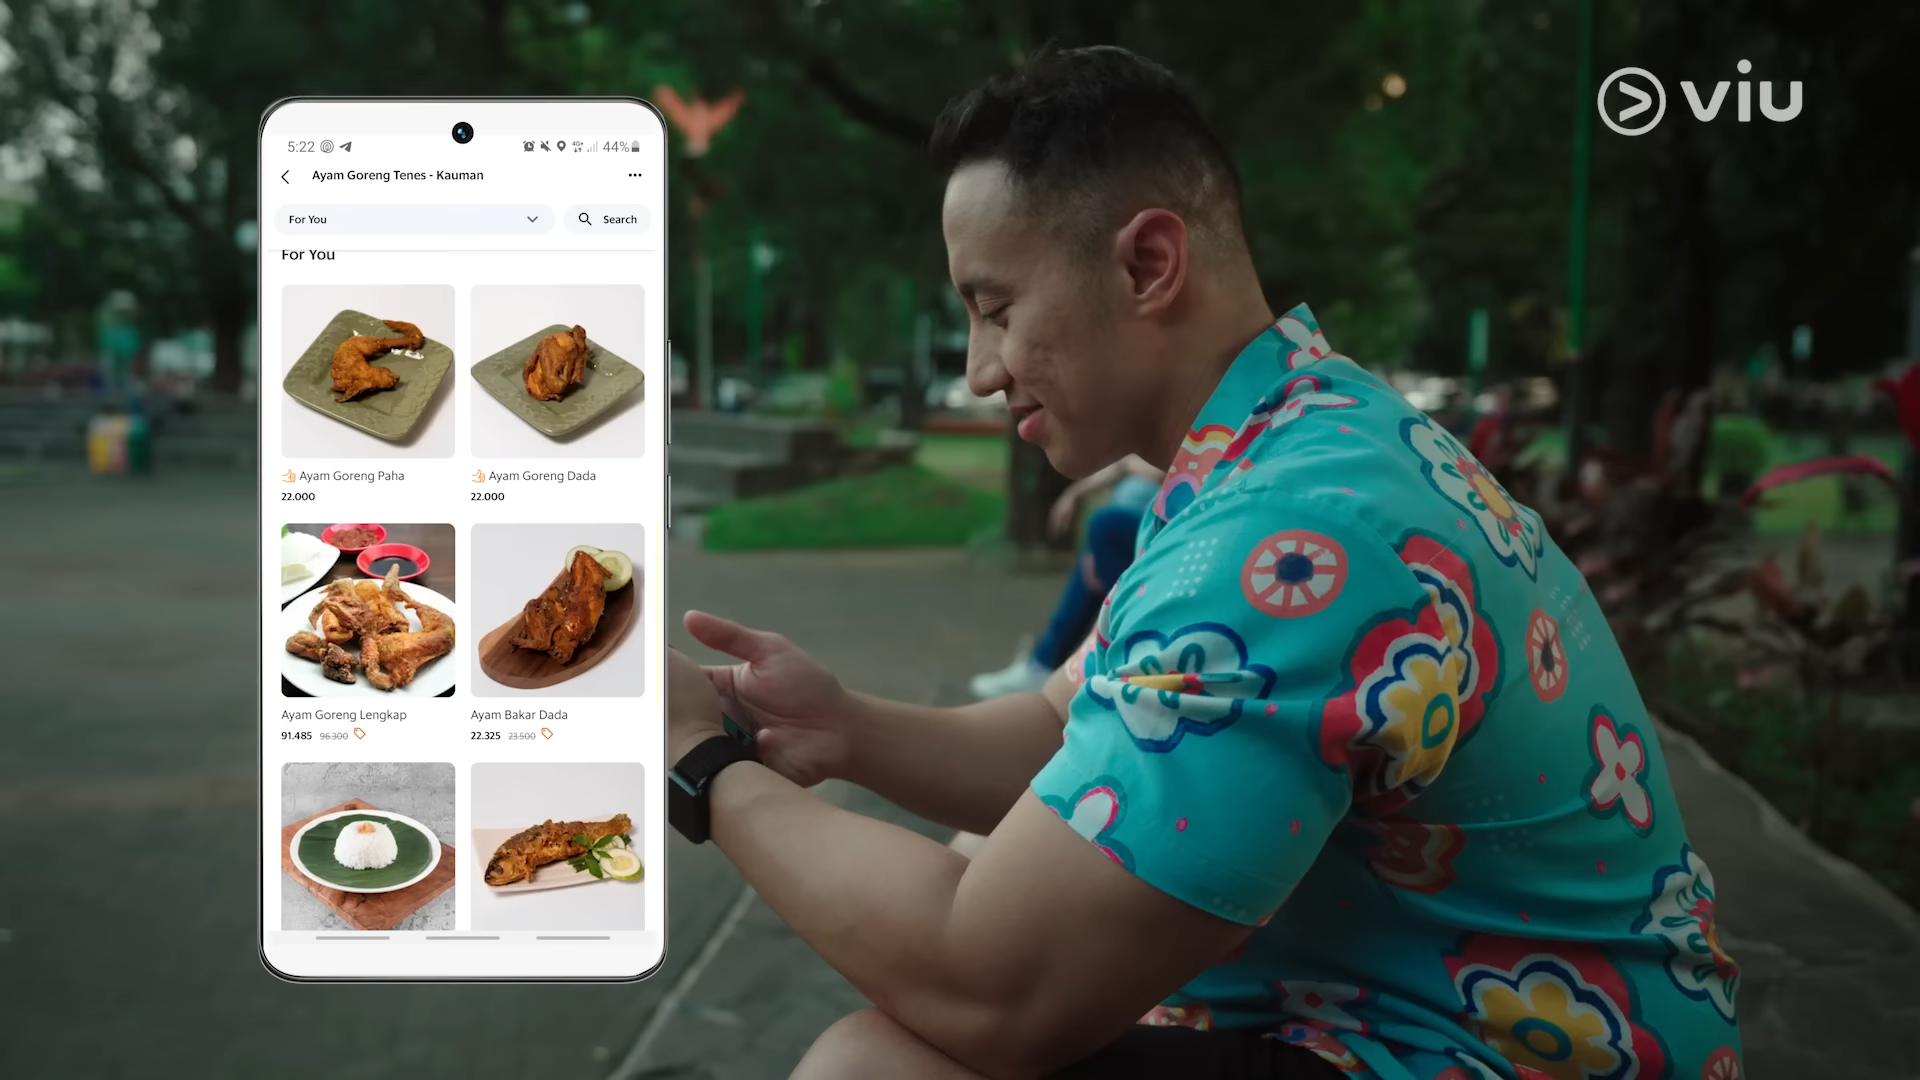 viu
5:22 44%
Ayam Goreng Tenes - Kauman
For You
Search
For You
Ayam Goreng Paha
22.000
Ayam Goreng Dada
22.000
Ayam Goreng Lengkap
91.485 96.300
Ayam Bakar Dada
22.325 23.500